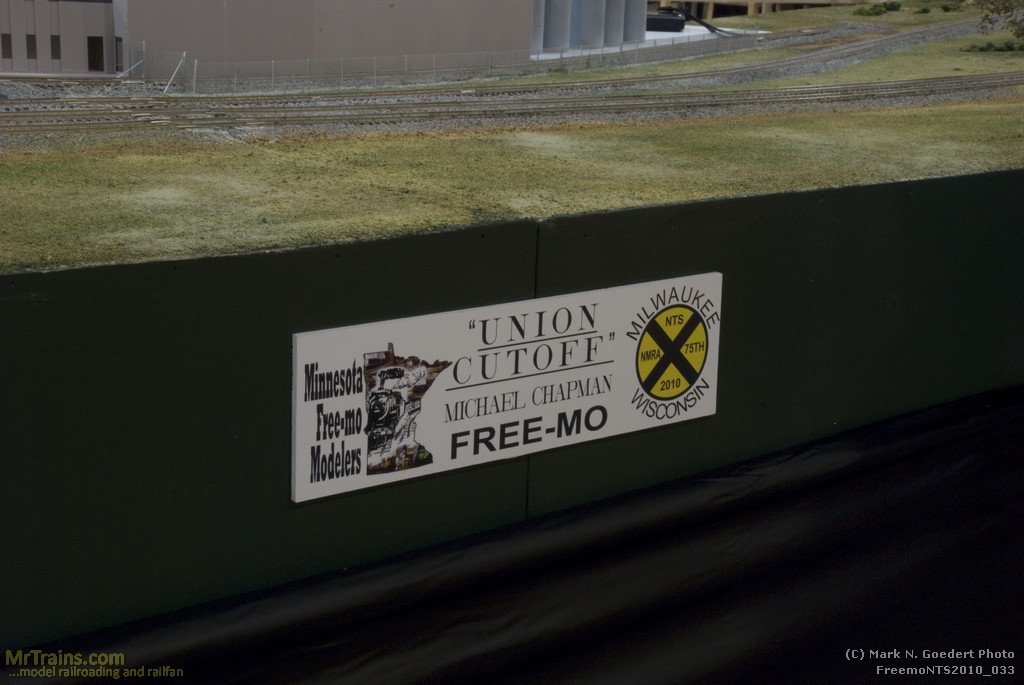 Minnesota
Free-mo
Modelers
"UNION
CUTOFF"
MICHAEL CHAPMAN
FREE-MO
MILWAUKEE
NTS
NMRA 75TH
2010
WISCONSIN
MrTrains.com
...model railroading and railfan
(C) Mark N. Goedert Photo
FreemoNTS2010_033